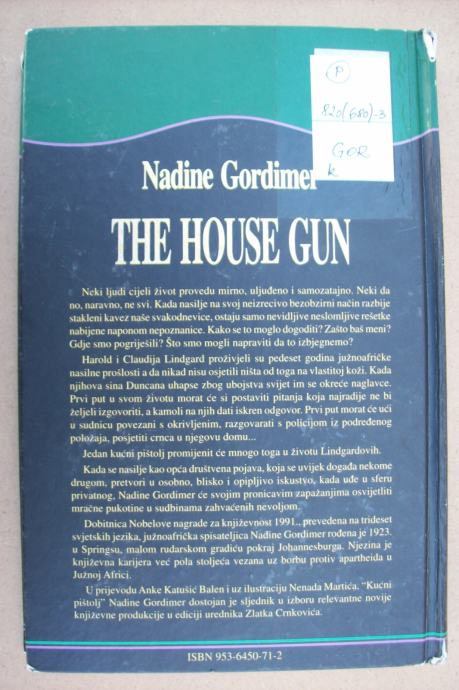 P
820(680)-3
GOR
k
Nadine Gordimer
THE HOUSE GUN
Neki ljudi cijeli život provedu mirno, uljuđeno i samozatajno. Neki da
no, naravno, ne svi. Kada nasilje na svoj neizrecivo bezobzirni način razbije
stakleni kavez naše svakodnevice, ostaju samo nevidljive neslomljive rešetke
nabijene naponom nepoznanice. Kako se to moglo dogoditi? Zašto baš meni?
Gdje smo pogriješili? Što smo mogli napraviti da to izbjegnemo?
Harold i Claudija Lindgard proživjeli su pedeset godina južnoafričke
nasilne prošlosti a da nikad nisu osjetili ništa od toga na vlastitoj koži. Kada
njihova sina Duncana uhapse zbog ubojstva svijet im se okreće naglavce.
Prvi put u svom životu morat će si postaviti pitanja koja najradije ne bi
željeli izgovoriti, a kamoli na njih dati iskren odgovor. Prvi put morat će ući
u sudnicu povezani s okrivljenim, razgovarati s policijom iz podređenog
položaja, posjetiti crnca u njegovu domu...
Jedan kućni pištolj promijenit će mnogo toga u životu Lindgardovih.
Kada se nasilje kao opća društvena pojava, koja se uvijek događa nekome
drugom, pretvori u osobno, blisko i opipljivo iskustvo, kada uđe u sferu
privatnog, Nadine Gordimer će svojim pronicavim zapažanjima osvijetliti
mračne pukotine u sudbinama zahvaćenih nevoljom.
Dobitnica Nobelove nagrade za književnost 1991., prevedena na trideset
svjetskih jezika, južnoafrička spisateljica Nadine Gordimer rođena je 1923.
u Springsu, malom rudarskom gradiću pokraj Johannesburga. Njezina je
književna karijera već pola stoljeća vezana uz borbu protiv apartheida u
Južnoj Africi.
U prijevodu Anke Katušić Balen i uz ilustraciju Nenada Martića, "Kućni
pištolj" Nadine Gordimer dostojan je sljednik u izboru relevantne novije
književne produkcije u ediciji urednika Zlatka Crnkovića.
ISBN 953-6450-71-2